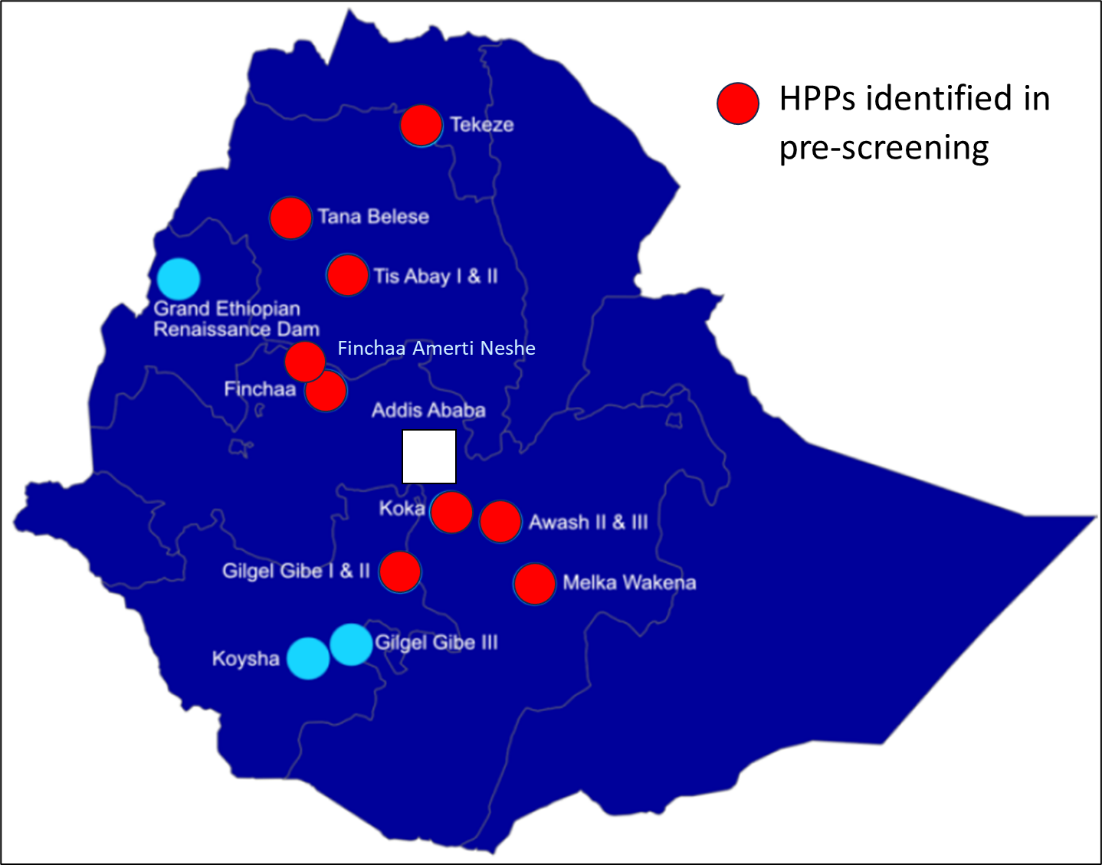 HPPs identified in
pre-screening
Tekeze
Tana Belese
Tis Abay I & II
Grand Ethiopian
Renaissance Dam
Finchaa Amerti Neshe
Finchaa
Addis Ababa
Koka
Awash II & III
Gilgel Gibe I & II
Melka Wakena
Gilgel Gibe III
Koysha